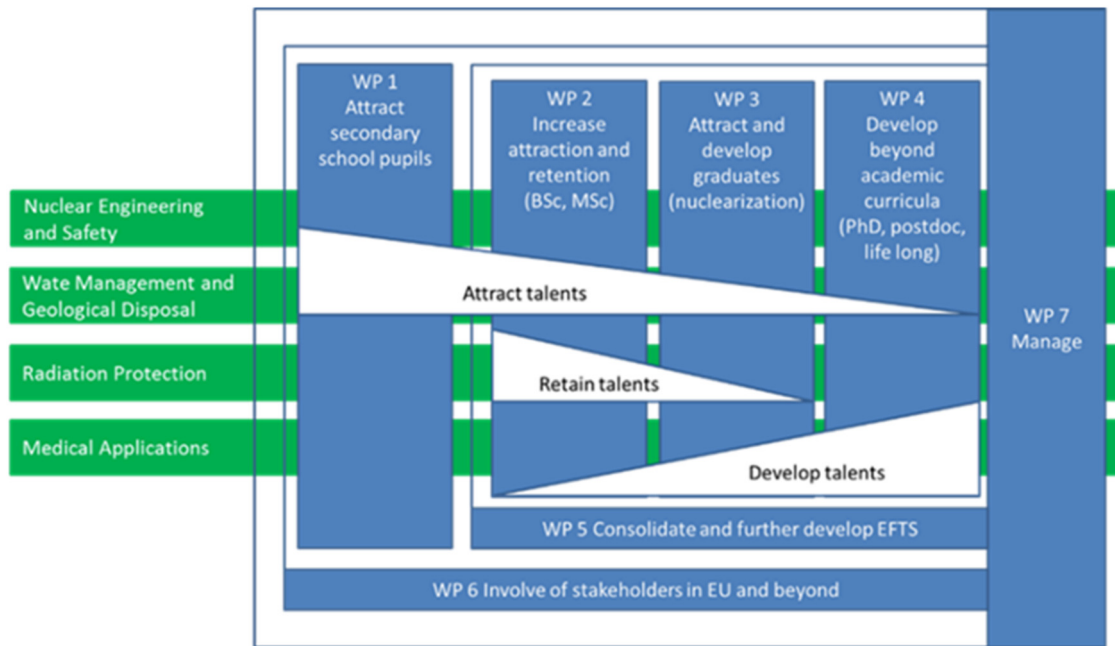 WP 1
Attract
secondary
school pupils
WP 2
Increase
attraction and
retention
(BSc, MSc)
WP 3
Attract and
develop
graduates
(nuclearization)
WP 4
Develop
beyond
academic
curricula
(PhD, postdoc,
life long)
Nuclear Engineering
and Safety
Wate Management and
Geological Disposal
Radiation Protection
Medical Applications
Attract talents
Retain talents
Develop talents
WP 7
Manage
WP 5 Consolidate and further develop EFTS
WP 6 Involve of stakeholders in EU and beyond